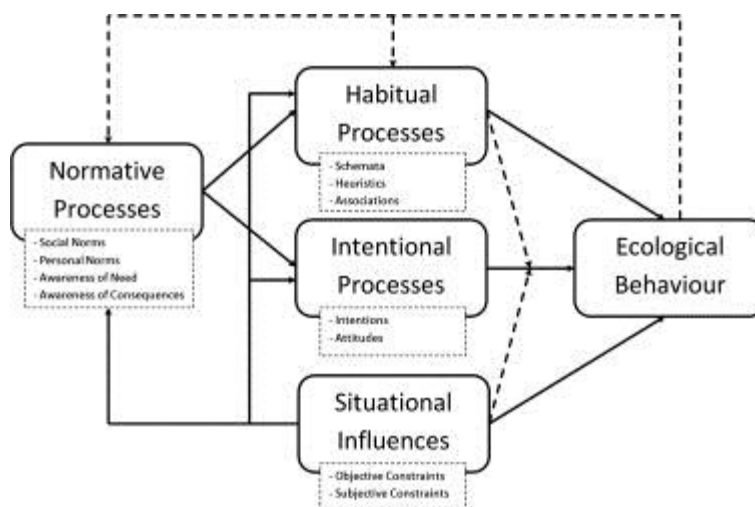 Habitual
Processes
- Schemata
- Heuristics
- Associations
Normative
Processes
- Social Norms
- Personal Norms
- Awareness of Need
- Awareness of Consequences
Intentional
Processes
- Intentions
- Attitudes
Ecological
Behaviour
Situational
Influences
- Objective Constraints
- Subjective Constraints